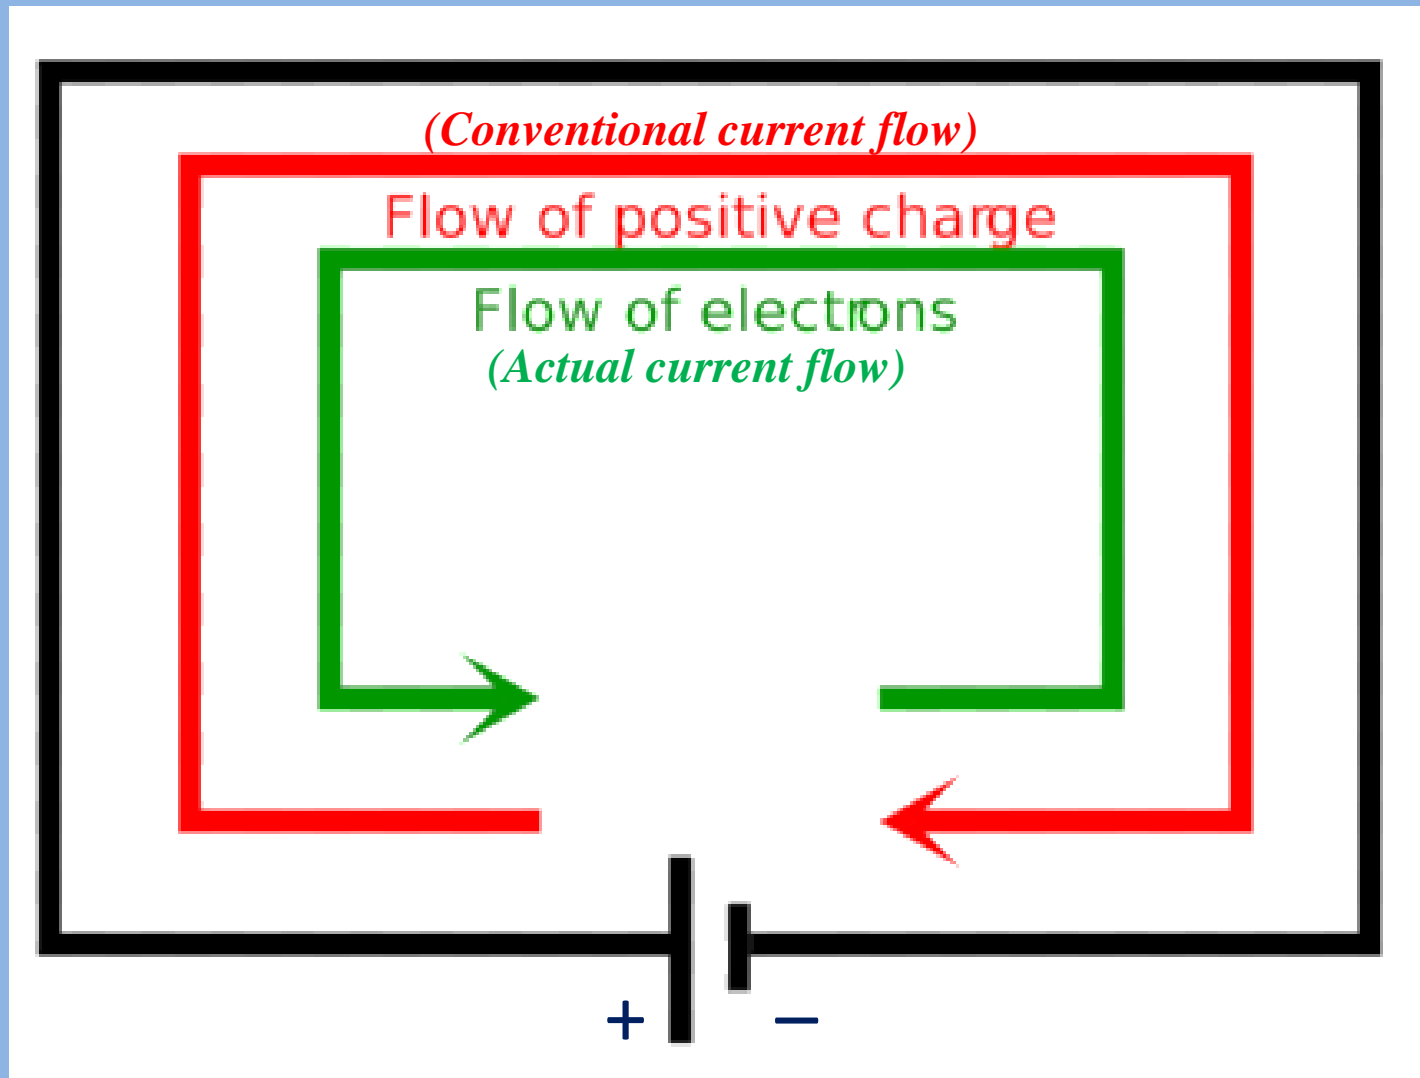 (Conventional current flow)
Flow of positive charge
Flow of electrons
(Actual current flow)
+ −